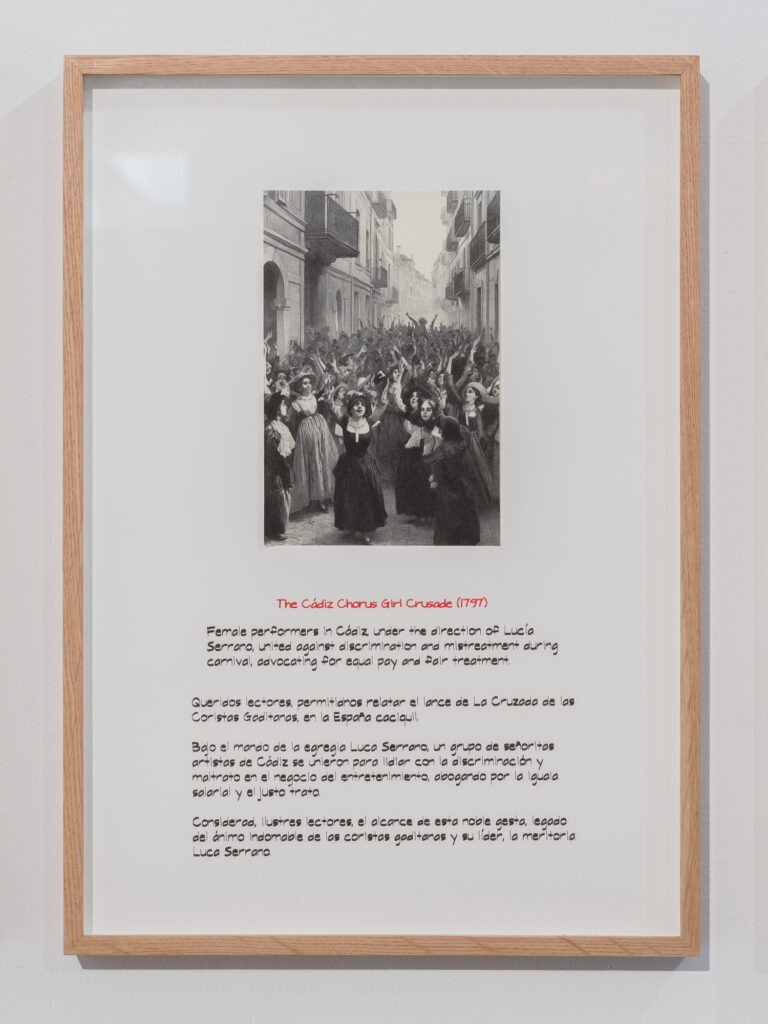 The Cádiz Chorus Girl Crusade (1797)
Female performers in Cádiz, under the direction of Lucía
Serrano, united against discrimination and mistreatment during
carnival, advocating for equal pay and fair treatment.
Queridos lectores, permitidnos relatar el lance de La Cruzada de las
Coristas Gaditanas, en la España caciquil.
Bajo el mando de la egregia Luca Serrano, un grupo de señoritas
artistas de Cádiz se unieron para lidiar con la discriminación y
maltrato en el negocio del entretenimiento, abogando por la iguala
salarial y el justo trato.
Considerad, ilustres lectores, el alcance de esta noble gesta, legado
del ánimo indomable de las coristas gaditanas y su líder, la meritoria
Luca Serrano.